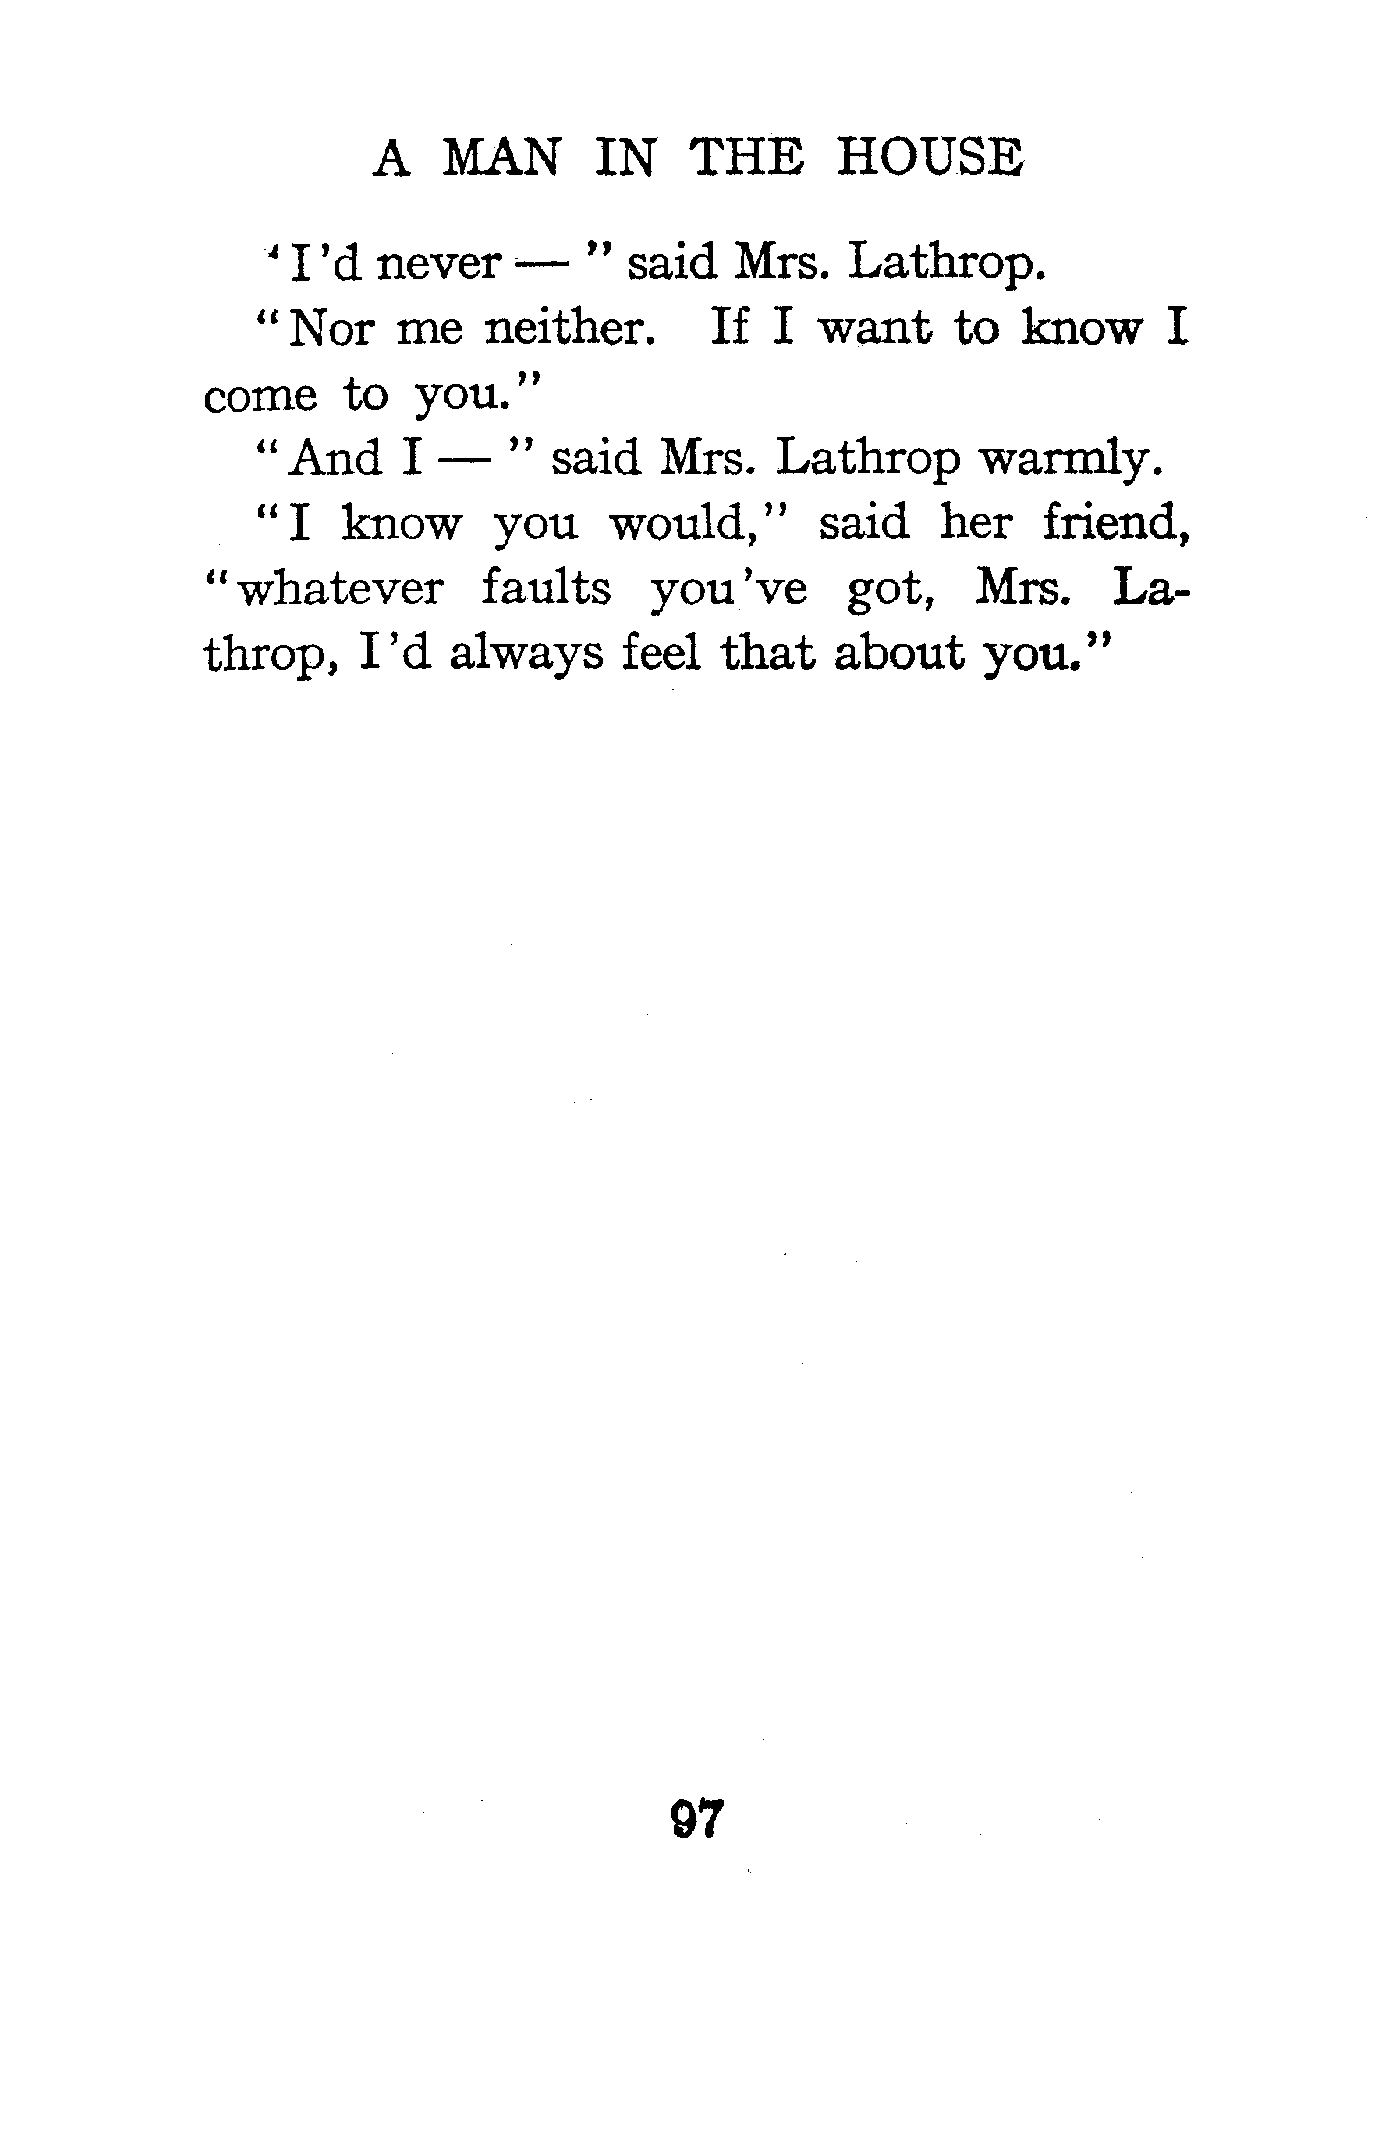 A MAN IN THE HOUSE
“I’d never — ” said Mrs. Lathrop.
“Nor me neither. If I want to know I
come to you.”
“And I — ” said Mrs. Lathrop warmly.
“I know you would,” said her friend,
“whatever faults you’ve got, Mrs. La-
throp, I’d always feel that about you.”
97